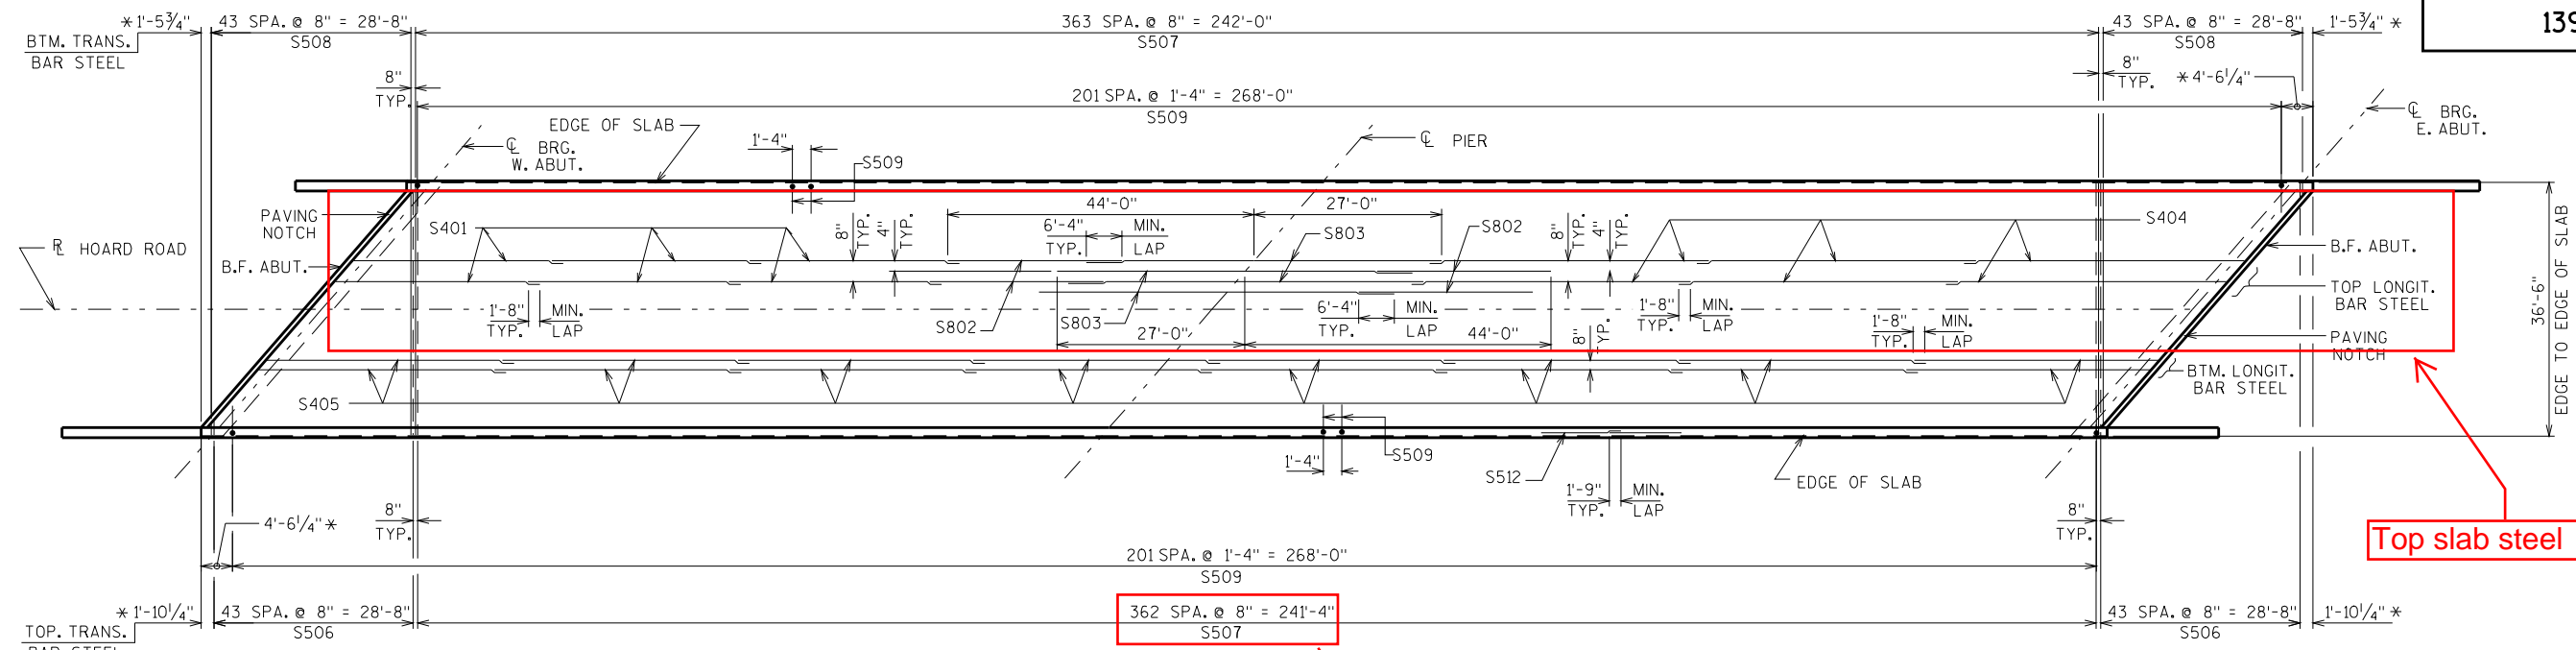 139
*1'-5¾" 43 SPA. @ 8" = 28'-8" 363 SPA. @ 8" = 242'-0" 43 SPA. @ 8" = 28'-8" 1'-5¾" *
BTM. TRANS. S508 S507 S508
BAR STEEL
8" 8"
TYP. TYP. *4'-6¼"
201 SPA. @ 1'-4" = 268'-0"
S509
EDGE OF SLAB
℄ BRG.
W. ABUT.
1'-4"
S509
℄ PIER
℄ BRG.
E. ABUT.
PAVING
NOTCH
S401
44'-0" 27'-0"
8" TYP.
4" TYP.
6'-4" MIN.
TYP. LAP
S803
S802
8" TYP.
4" TYP.
S404
B.F. ABUT.
HOARD ROAD
B.F. ABUT.
TOP LONGIT.
BAR STEEL
36'-6"
EDGE TO EDGE OF SLAB
1'-8" MIN.
TYP. LAP
S802
S803
6'-4" MIN.
TYP. LAP
1'-8" MIN.
TYP. LAP
1'-8" MIN.
TYP. LAP
27'-0" 44'-0"
8"
TYP.
PAVING
NOTCH
BTM. LONGIT.
BAR STEEL
S405
1'-4"
S509
S512
1'-9" MIN.
TYP. LAP
EDGE OF SLAB
4'-6¼" *
8"
TYP.
8"
TYP.
Top slab steel
201 SPA. @ 1'-4" = 268'-0"
S509
*1'-10¼" 43 SPA. @ 8" = 28'-8" 362 SPA. @ 8" = 241'-4" 43 SPA. @ 8" = 28'-8" 1'-10¼" *
TOP. TRANS. S506 S507 S506
BAR STEEL